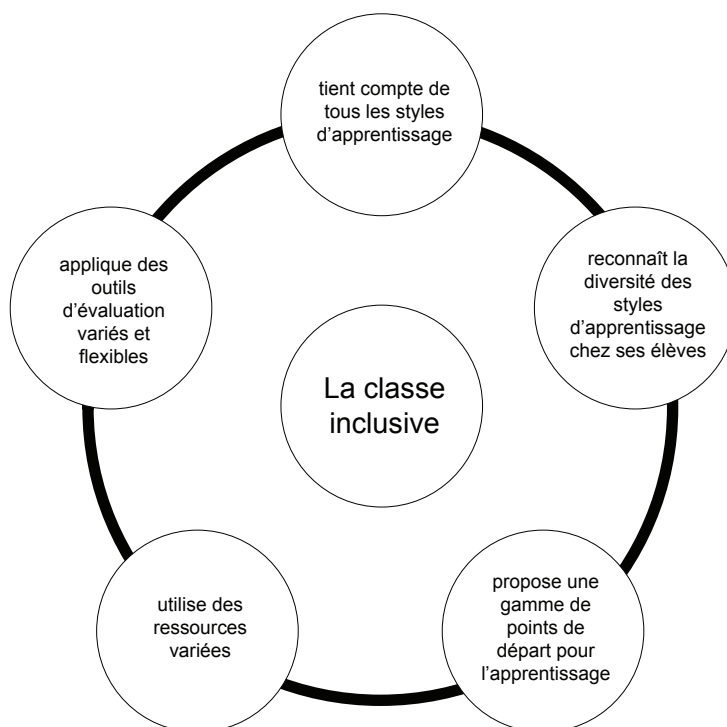 tient compte de
tous les styles
d’apprentissage
reconnaît la
diversité des
styles
d’apprentissage
chez ses élèves
propose une
gamme de
points de
départ pour
l’apprentissage
utilise des
ressources
variées
applique des
outils
d’évaluation
variés et
flexibles
La classe
inclusive